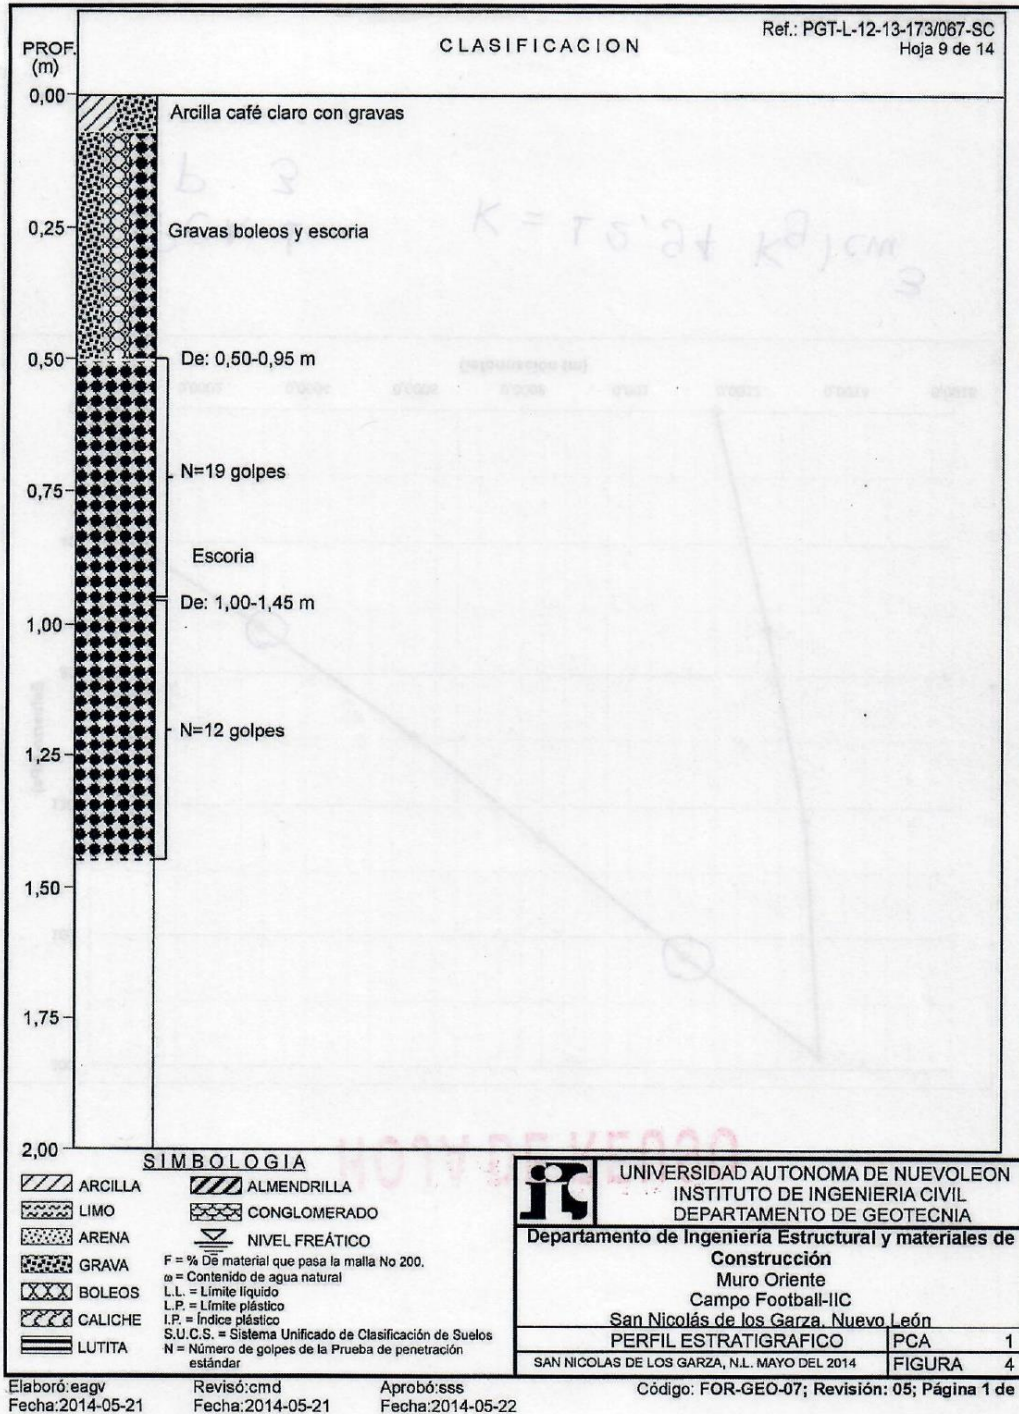 Ref.: PGT-L-12-13-173/067-SC
Hoja 9 de 14
CLASIFICACION
PROF.
(m)
0,00
Arcilla café claro con gravas
0,25
Gravas boleos y escoria
0,50
De: 0,50-0,95 m
N=19 golpes
0,75
Escoria
De: 1,00-1,45 m
1,00
N=12 golpes
1,25
1,50
1,75
2,00
SIMBOLOGIA
ARCILLA
LIMO
ARENA
GRAVA
BOLEOS
CALICHE
LUTITA
ALMENDRILLA
CONGLOMERADO
NIVEL FREÁTICO
F = % De material que pasa la malla No 200.
ω = Contenido de agua natural
L.L. = Límite líquido
L.P. = Límite plástico
I.P. = Índice plástico
S.U.C.S. = Sistema Unificado de Clasificación de Suelos
N = Número de golpes de la Prueba de penetración
estándar
UNIVERSIDAD AUTONOMA DE NUEVOLEON
INSTITUTO DE INGENIERIA CIVIL
DEPARTAMENTO DE GEOTECNIA
Departamento de Ingeniería Estructural y materiales de
Construcción
Muro Oriente
Campo Football-IIC
San Nicolás de los Garza, Nuevo León
PERFIL ESTRATIGRAFICO PCA 1
SAN NICOLAS DE LOS GARZA, N.L. MAYO DEL 2014 FIGURA 4
Elaboró:eagv Revisó:cmd Aprobó:sss Código: FOR-GEO-07; Revisión: 05; Página 1 de
Fecha:2014-05-21 Fecha:2014-05-21 Fecha:2014-05-22